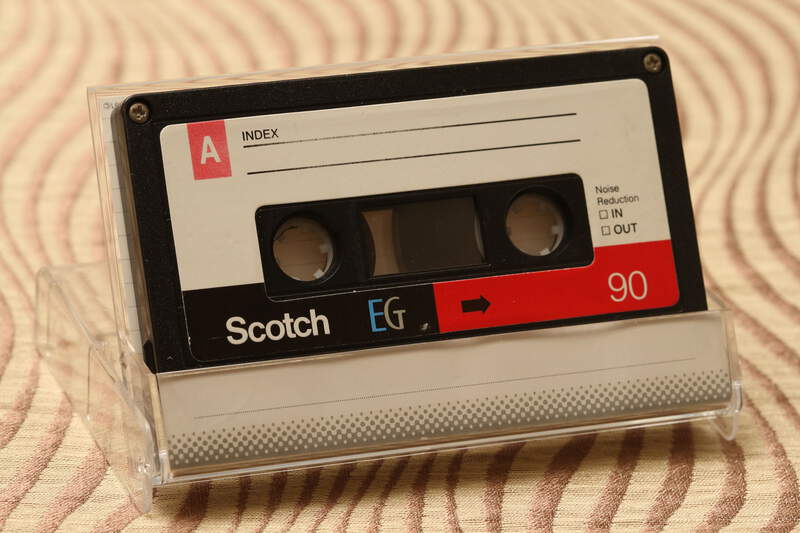 A
INDEX
Noise
Reduction
IN
OUT
90
Scotch EG